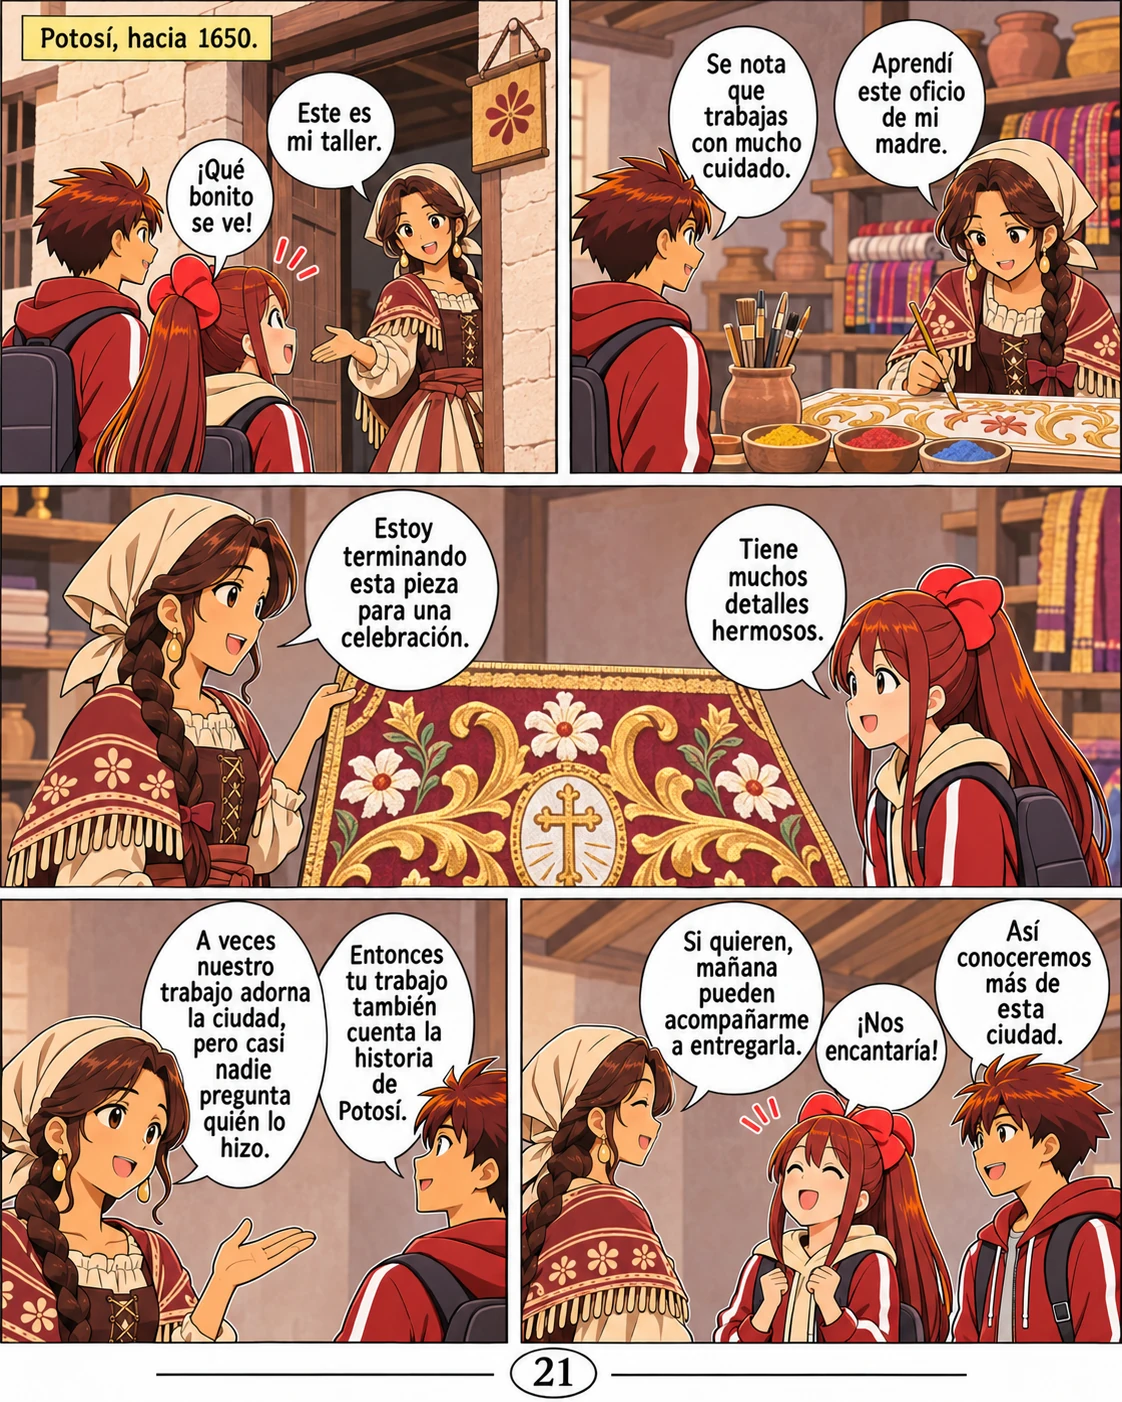 Potosí, hacia 1650.
Este es
mi taller.
¡Qué
bonito
se ve!
Se nota
que
trabajas
con mucho
cuidado.
Aprendí
este oficio
de mi
madre.
Estoy
terminando
esta pieza
para una
celebración.
Tiene
muchos
detalles
hermosos.
A veces
nuestro
trabajo adorna
la ciudad,
pero casi
nadie
pregunta
quién lo
hizo.
Entonces
tu trabajo
también
cuenta la
historia
de
Potosí.
Si quieren,
mañana
pueden
acompañarme
a entregarla.
¡Nos
encantaría!
Así
conoceremos
más de
esta
ciudad.
21